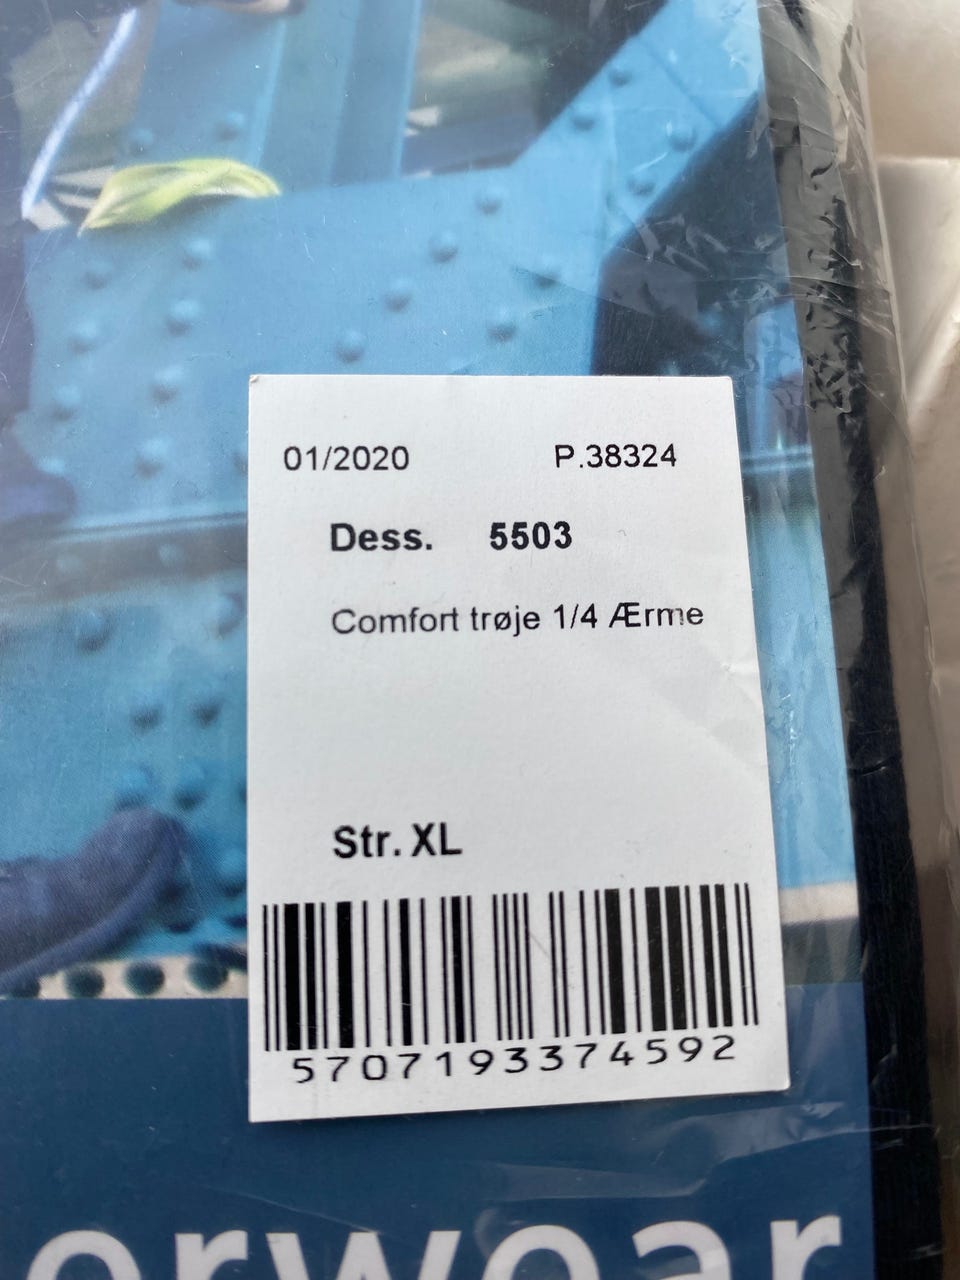 01/2020 P.38324
Dess. 5503
Comfort trøje 1/4 Ærme
Str. XL
5707193374592